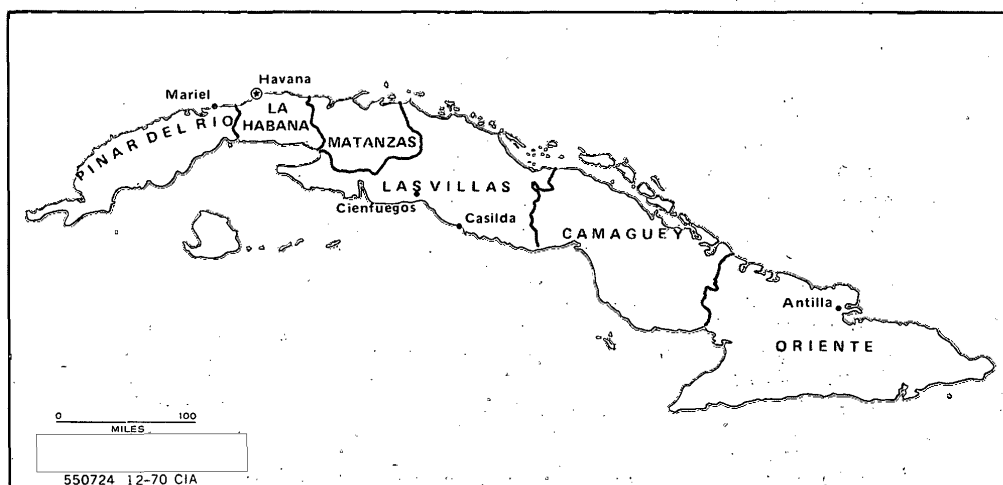 Havana
Mariel
LA
HABANA
PINAR DEL RIO
MATANZAS
LAS VILLAS
Cienfuegos
Casilda
CAMAGUEY
Antilla
ORIENTE
0 100
MILES
550724 12-70 CIA